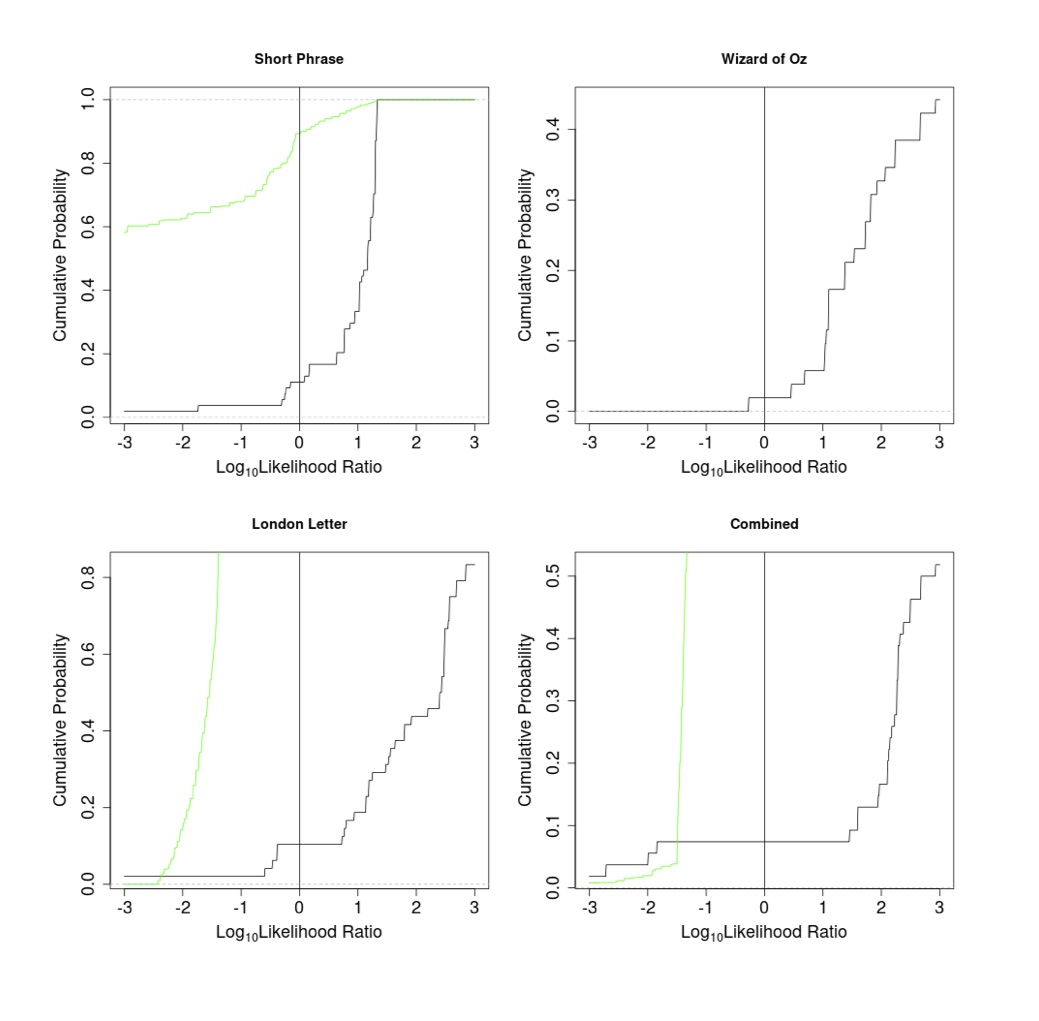 Short Phrase
Cumulative Probability
1.0
0.8
0.6
0.4
0.2
0.0
-3 -2 -1 0 1 2 3
Log10Likelihood Ratio
Wizard of Oz
Cumulative Probability
0.4
0.3
0.2
0.1
0.0
-3 -2 -1 0 1 2 3
Log10Likelihood Ratio
London Letter
Cumulative Probability
0.8
0.6
0.4
0.2
0.0
-3 -2 -1 0 1 2 3
Log10Likelihood Ratio
Combined
Cumulative Probability
0.5
0.4
0.3
0.2
0.1
0.0
-3 -2 -1 0 1 2 3
Log10Likelihood Ratio